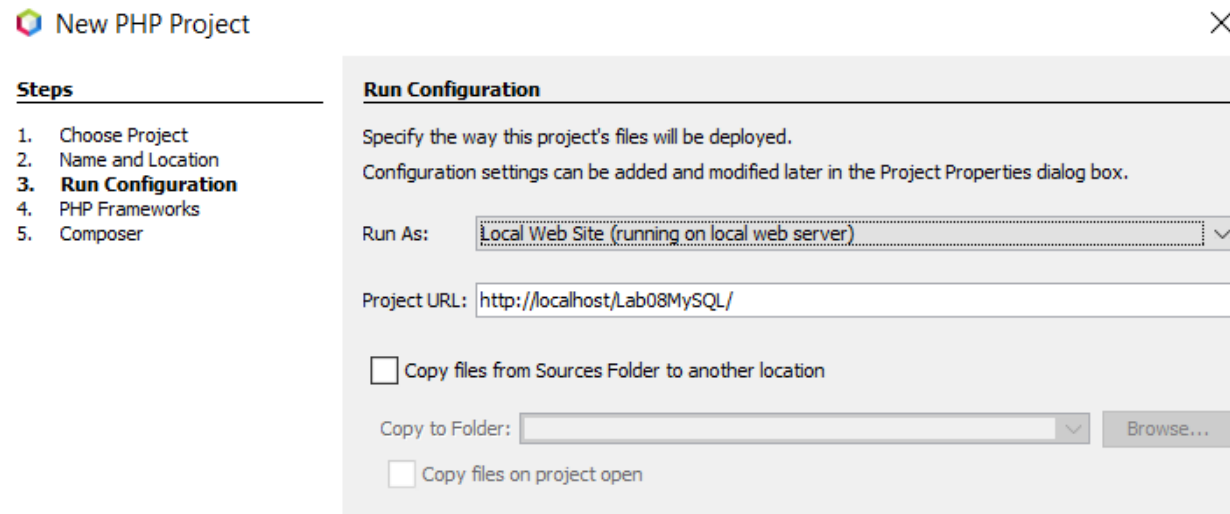 New PHP Project
Steps
1. Choose Project
2. Name and Location
3. Run Configuration
4. PHP Frameworks
5. Composer
Run Configuration
Specify the way this project's files will be deployed.
Configuration settings can be added and modified later in the Project Properties dialog box.
Run As: Local Web Site (running on local web server)
Project URL: http://localhost/Lab08MySQL/
Copy files from Sources Folder to another location
Copy to Folder: Browse...
Copy files on project open